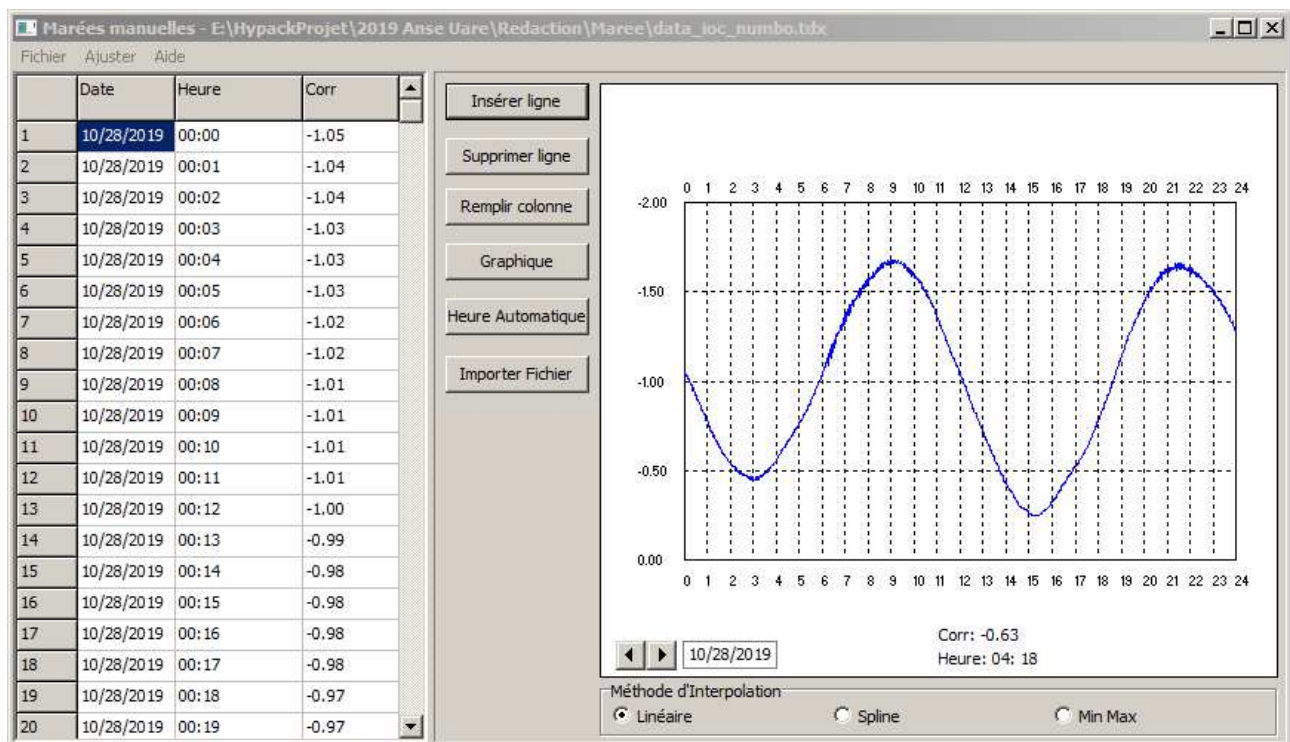 Marées manuelles - E:\HypackProjet\2019 Anse Uare\Redaction\Maree\data_ioc_numbo.tdx
Fichier Ajuster Aide
Date Heure Corr
1 10/28/2019 00:00 -1.05
2 10/28/2019 00:01 -1.04
3 10/28/2019 00:02 -1.04
4 10/28/2019 00:03 -1.03
5 10/28/2019 00:04 -1.03
6 10/28/2019 00:05 -1.03
7 10/28/2019 00:06 -1.02
8 10/28/2019 00:07 -1.02
9 10/28/2019 00:08 -1.01
10 10/28/2019 00:09 -1.01
11 10/28/2019 00:10 -1.01
12 10/28/2019 00:11 -1.01
13 10/28/2019 00:12 -1.00
14 10/28/2019 00:13 -0.99
15 10/28/2019 00:14 -0.98
16 10/28/2019 00:15 -0.98
17 10/28/2019 00:16 -0.98
18 10/28/2019 00:17 -0.98
19 10/28/2019 00:18 -0.97
20 10/28/2019 00:19 -0.97
Insérer ligne
Supprimer ligne
Remplir colonne
Graphique
Heure Automatique
Importer Fichier
0 1 2 3 4 5 6 7 8 9 10 11 12 13 14 15 16 17 18 19 20 21 22 23 24
-2.00
-1.50
-1.00
-0.50
0.00
0 1 2 3 4 5 6 7 8 9 10 11 12 13 14 15 16 17 18 19 20 21 22 23 24
10/28/2019
Corr: -0.63
Heure: 04: 18
Méthode d'Interpolation
Linéaire Spline Min Max